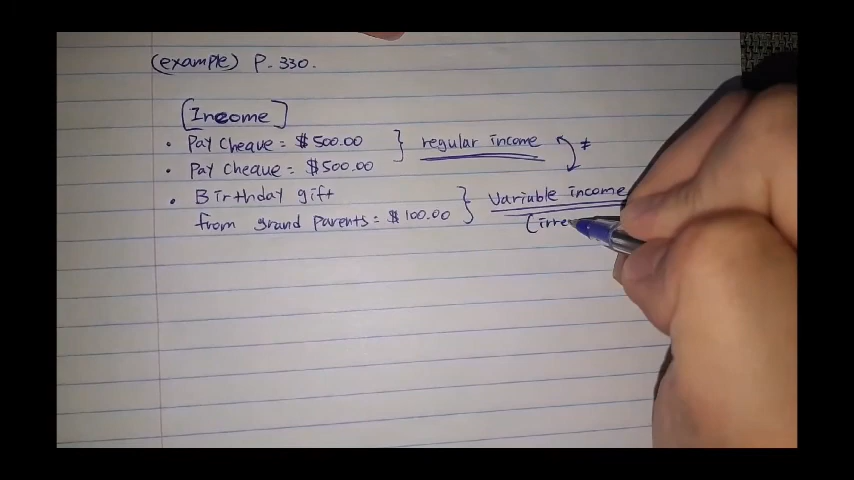 (example) P. 330.
[Income]
• Pay cheque = $500.00 } regular income ≠
• Pay cheque = $500.00
• Birthday gift
from grand parents = $100.00 } Variable income
(irre